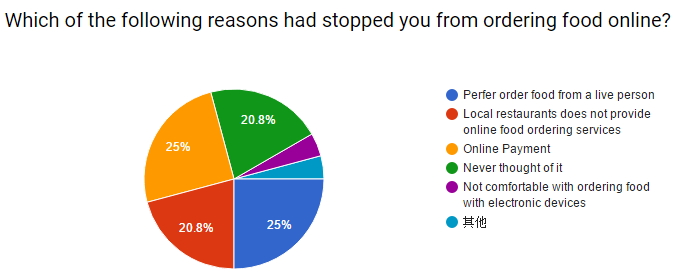 Which of the following reasons had stopped you from ordering food online?
20.8%
25%
20.8%
25%
Perfer order food from a live person
Local restaurants does not provide
online food ordering services
Online Payment
Never thought of it
Not comfortable with ordering food
with electronic devices
其他